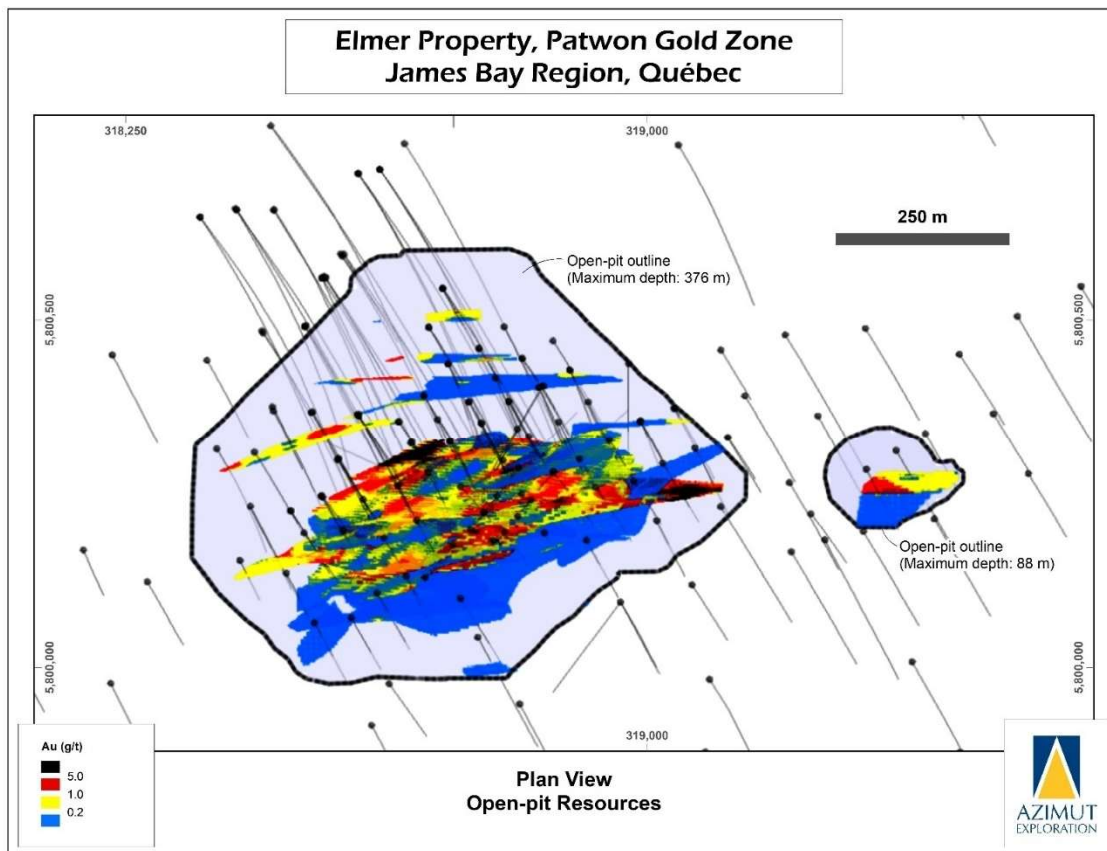 Elmer Property, Patwon Gold Zone
James Bay Region, Québec
318,250
319,000
250 m
Open-pit outline
(Maximum depth: 376 m)
5,800,500
5,800,500
Open-pit outline
(Maximum depth: 88 m)
5,800,000
5,800,000
319,000
Au (g/t)
5.0
1.0
0.2
Plan View
Open-pit Resources
AZIMUT
EXPLORATION